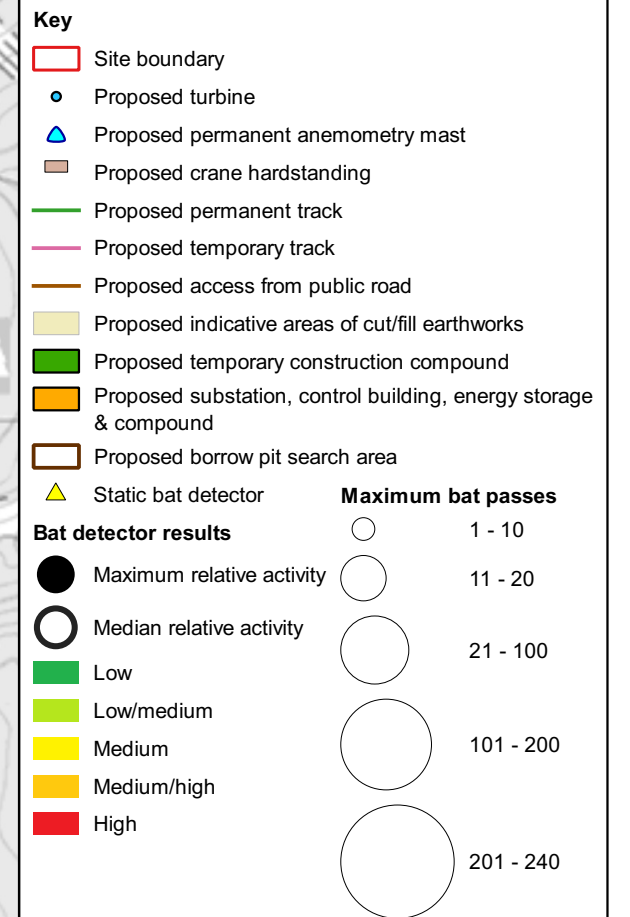 Key
Site boundary
Proposed turbine
Proposed permanent anemometry mast
Proposed crane hardstanding
Proposed permanent track
Proposed temporary track
Proposed access from public road
Proposed indicative areas of cut/fill earthworks
Proposed temporary construction compound
Proposed substation, control building, energy storage
& compound
Proposed borrow pit search area
Static bat detector
Bat detector results
Maximum relative activity
Median relative activity
Low
Low/medium
Medium
Medium/high
High
Maximum bat passes
1 - 10
11 - 20
21 - 100
101 - 200
201 - 240